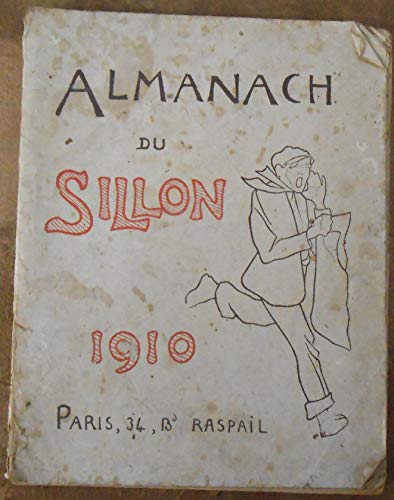 ALMANACH
DU
SILLON
1910
PARIS, 34, Bd RASPAIL